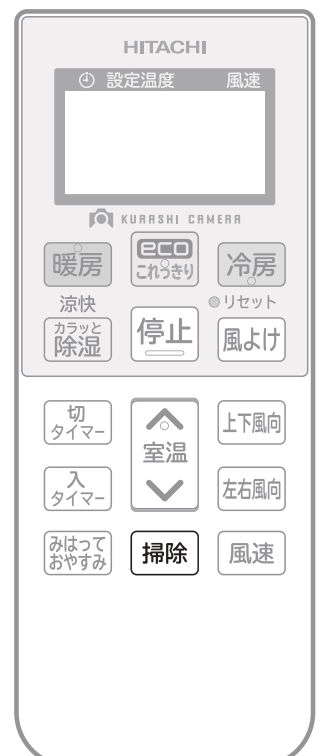 HITACHI
設定温度 風速
KURASHI CAMERA
暖房
eco
これっきり
冷房
涼快
カラッと
除湿
停止
リセット
風よけ
切
タイマー
室温
上下風向
入
タイマー
左右風向
みはって
おやすみ
掃除
風速